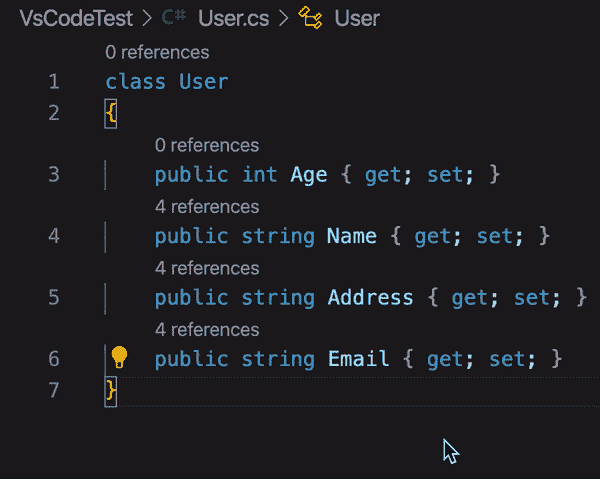 VsCodeTest > C# User.cs > User
0 references
1 class User
2 {
0 references
3 public int Age { get; set; }
4 references
4 public string Name { get; set; }
4 references
5 public string Address { get; set; }
4 references
6 public string Email { get; set; }
7 }